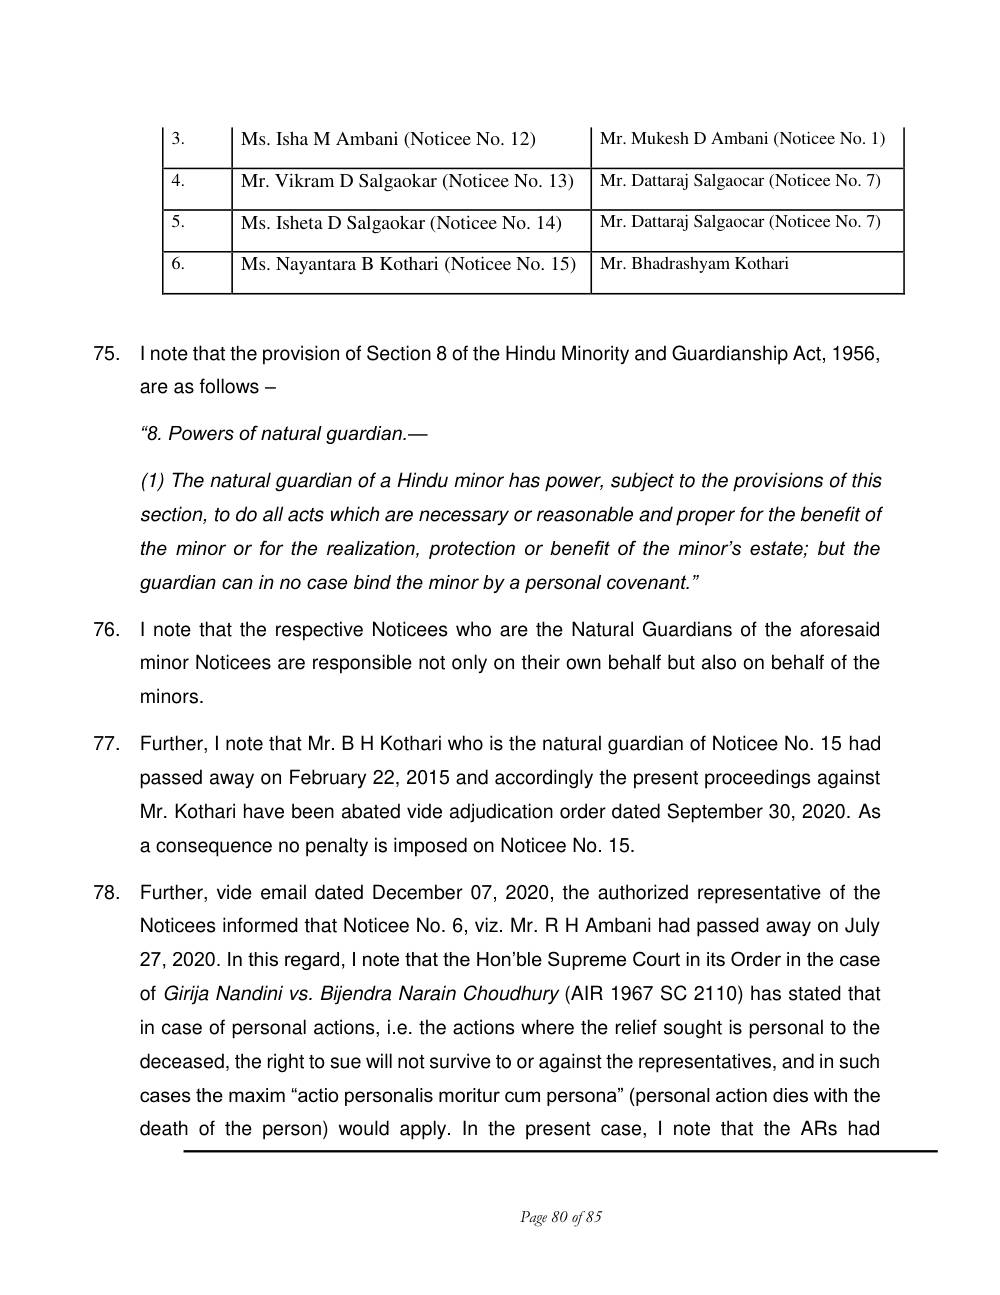 3. Ms. Isha M Ambani (Noticee No. 12) Mr. Mukesh D Ambani (Noticee No. 1)
4. Mr. Vikram D Salgaokar (Noticee No. 13) Mr. Dattaraj Salgaocar (Noticee No. 7)
5. Ms. Isheta D Salgaokar (Noticee No. 14) Mr. Dattaraj Salgaocar (Noticee No. 7)
6. Ms. Nayantara B Kothari (Noticee No. 15) Mr. Bhadrashyam Kothari
75. I note that the provision of Section 8 of the Hindu Minority and Guardianship Act, 1956,
are as follows –
“8. Powers of natural guardian.—
(1) The natural guardian of a Hindu minor has power, subject to the provisions of this
section, to do all acts which are necessary or reasonable and proper for the benefit of
the minor or for the realization, protection or benefit of the minor’s estate; but the
guardian can in no case bind the minor by a personal covenant.”
76. I note that the respective Noticees who are the Natural Guardians of the aforesaid
minor Noticees are responsible not only on their own behalf but also on behalf of the
minors.
77. Further, I note that Mr. B H Kothari who is the natural guardian of Noticee No. 15 had
passed away on February 22, 2015 and accordingly the present proceedings against
Mr. Kothari have been abated vide adjudication order dated September 30, 2020. As
a consequence no penalty is imposed on Noticee No. 15.
78. Further, vide email dated December 07, 2020, the authorized representative of the
Noticees informed that Noticee No. 6, viz. Mr. R H Ambani had passed away on July
27, 2020. In this regard, I note that the Hon’ble Supreme Court in its Order in the case
of Girija Nandini vs. Bijendra Narain Choudhury (AIR 1967 SC 2110) has stated that
in case of personal actions, i.e. the actions where the relief sought is personal to the
deceased, the right to sue will not survive to or against the representatives, and in such
cases the maxim “actio personalis moritur cum persona” (personal action dies with the
death of the person) would apply. In the present case, I note that the ARs had
Page 80 of 85